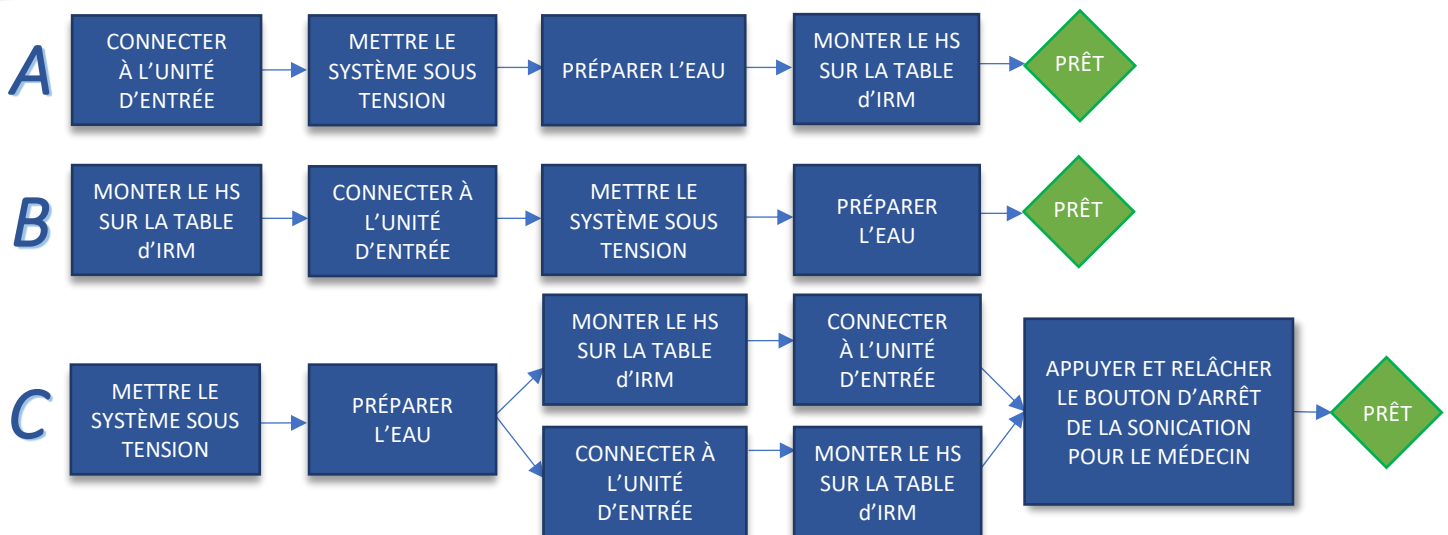 A
CONNECTER
À L'UNITÉ
D'ENTRÉE
METTRE LE
SYSTÈME SOUS
TENSION
PRÉPARER L'EAU
MONTER LE HS
SUR LA TABLE
d'IRM
PRÊT
B
MONTER LE HS
SUR LA TABLE
d'IRM
CONNECTER À
L'UNITÉ
D'ENTRÉE
METTRE LE
SYSTÈME SOUS
TENSION
PRÉPARER
L'EAU
PRÊT
C
METTRE LE
SYSTÈME SOUS
TENSION
PRÉPARER
L'EAU
MONTER LE HS
SUR LA TABLE
d'IRM
CONNECTER
À L'UNITÉ
D'ENTRÉE
CONNECTER À
L'UNITÉ
D'ENTRÉE
MONTER LE HS
SUR LA TABLE
d'IRM
APPUYER ET RELÂCHER
LE BOUTON D'ARRÊT
DE LA SONICATION
POUR LE MÉDECIN
PRÊT